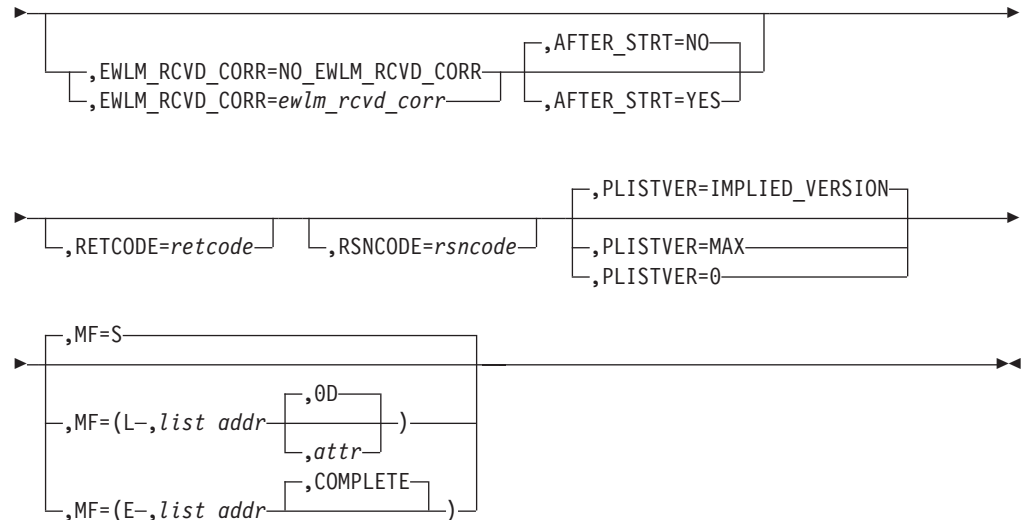 ,AFTER_STRT=NO
,EWLM_RCVD_CORR=NO_EWLM_RCVD_CORR
,EWLM_RCVD_CORR=ewlm_rcvd_corr
,AFTER_STRT=YES
,PLISTVER=IMPLIED_VERSION
,RETCODE=retcode
,RSNCODE=rsncode
,PLISTVER=MAX
,PLISTVER=0
,MF=S
,0D
,MF=(L ,list addr )
,attr
,COMPLETE
,MF=(E ,list addr )